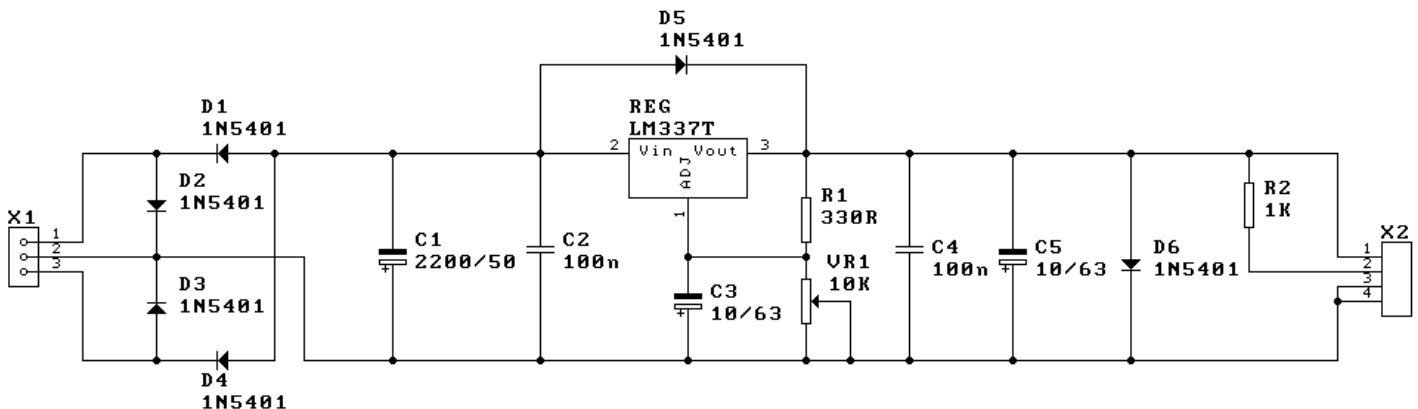 D5
1N5401
D1
1N5401
REG
LM337T
2
Vin Vout
3
ADJ
1
D2
1N5401
R1
330R
R2
1K
X1
1
2
3
C1
2200/50
C2
100n
C4
100n
C5
10/63
D6
1N5401
X2
1
2
3
4
VR1
10K
D3
1N5401
C3
10/63
D4
1N5401